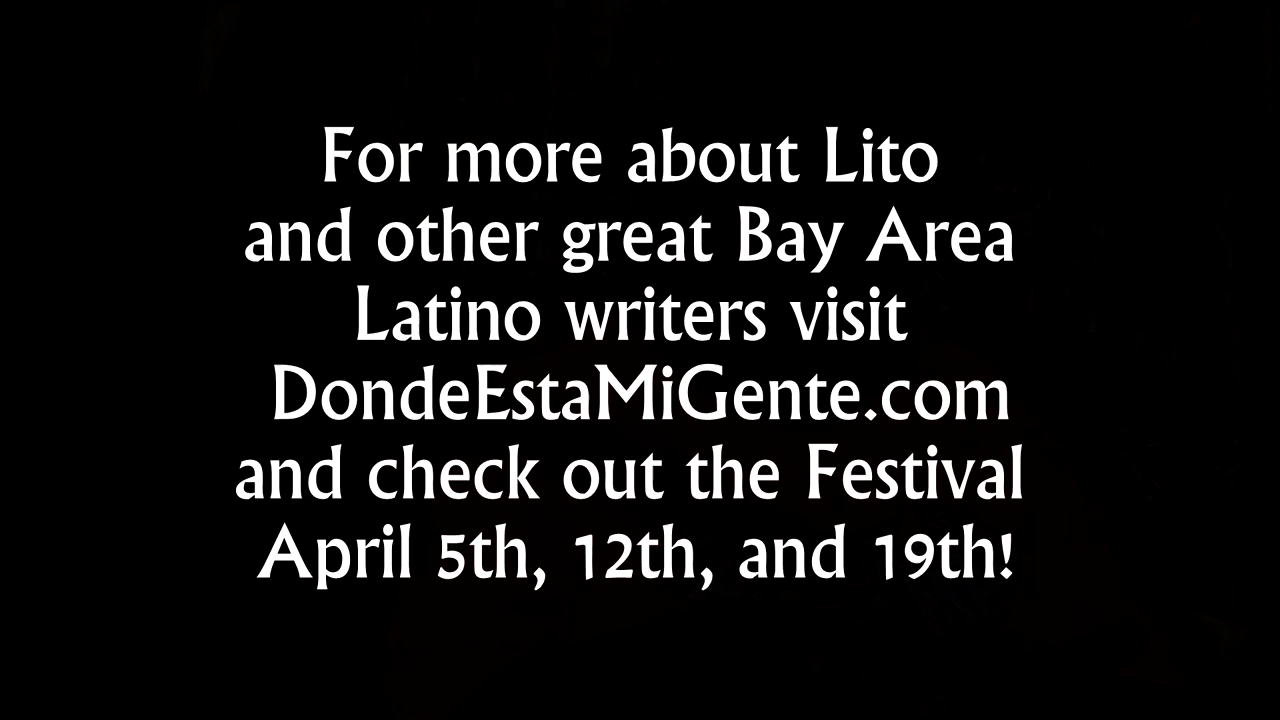 For more about Lito
and other great Bay Area
Latino writers visit
DondeEstaMiGente.com
and check out the Festival
April 5th, 12th, and 19th!